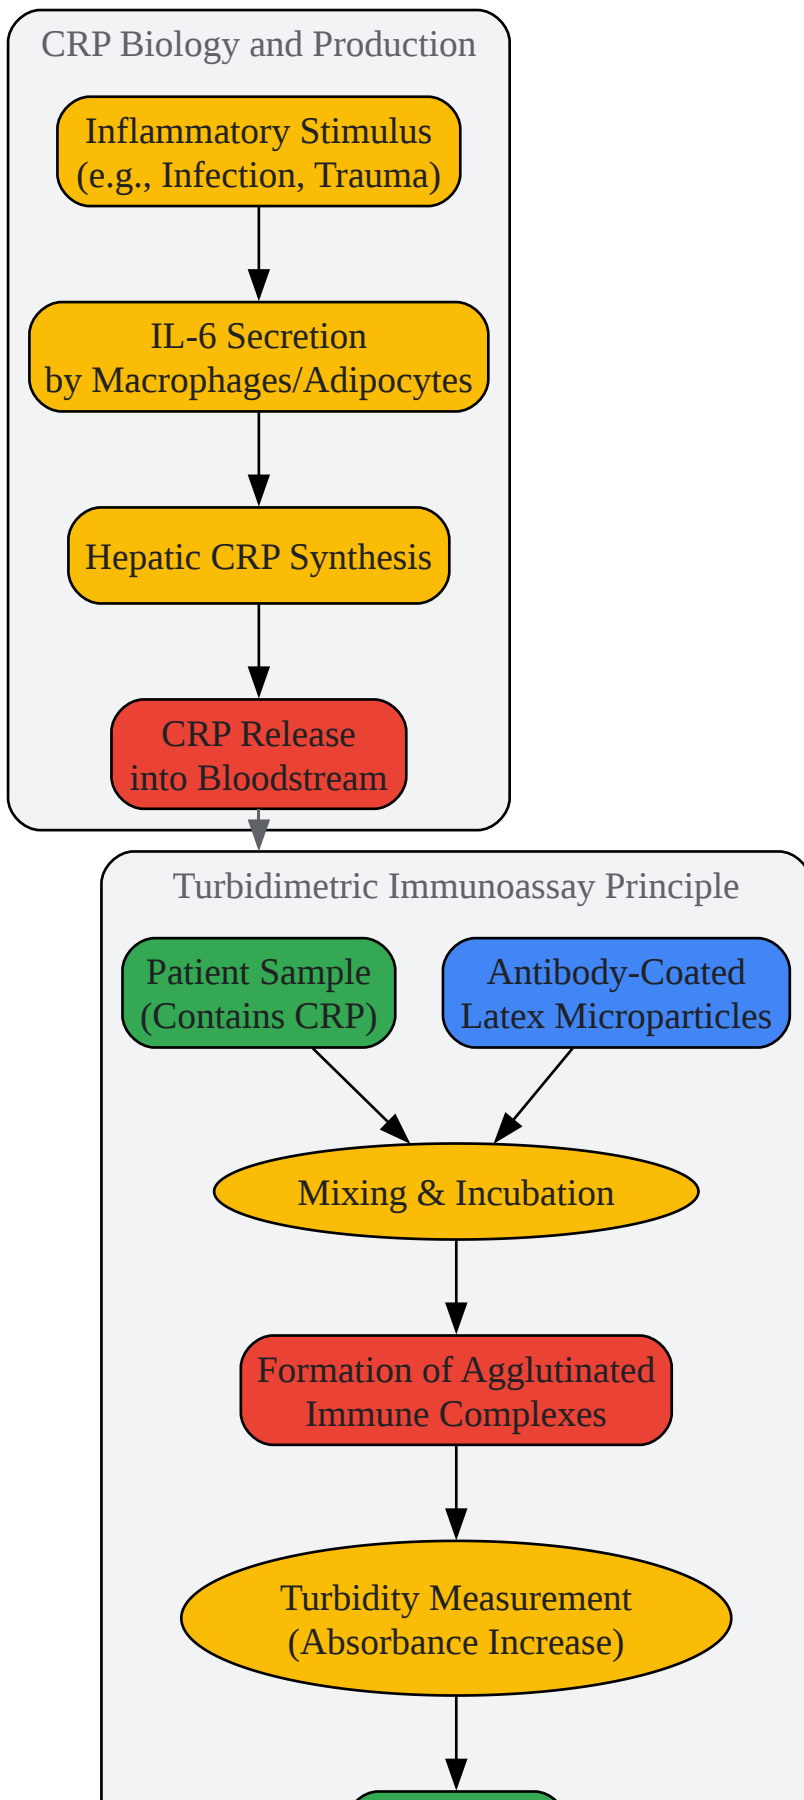 CRP Biology and Production
Inflammatory Stimulus
(e.g., Infection, Trauma)
IL-6 Secretion
by Macrophages/Adipocytes
Hepatic CRP Synthesis
CRP Release
into Bloodstream
Turbidimetric Immunoassay Principle
Patient Sample
(Contains CRP)
Antibody-Coated
Latex Microparticles
Mixing & Incubation
Formation of Agglutinated
Immune Complexes
Turbidity Measurement
(Absorbance Increase)